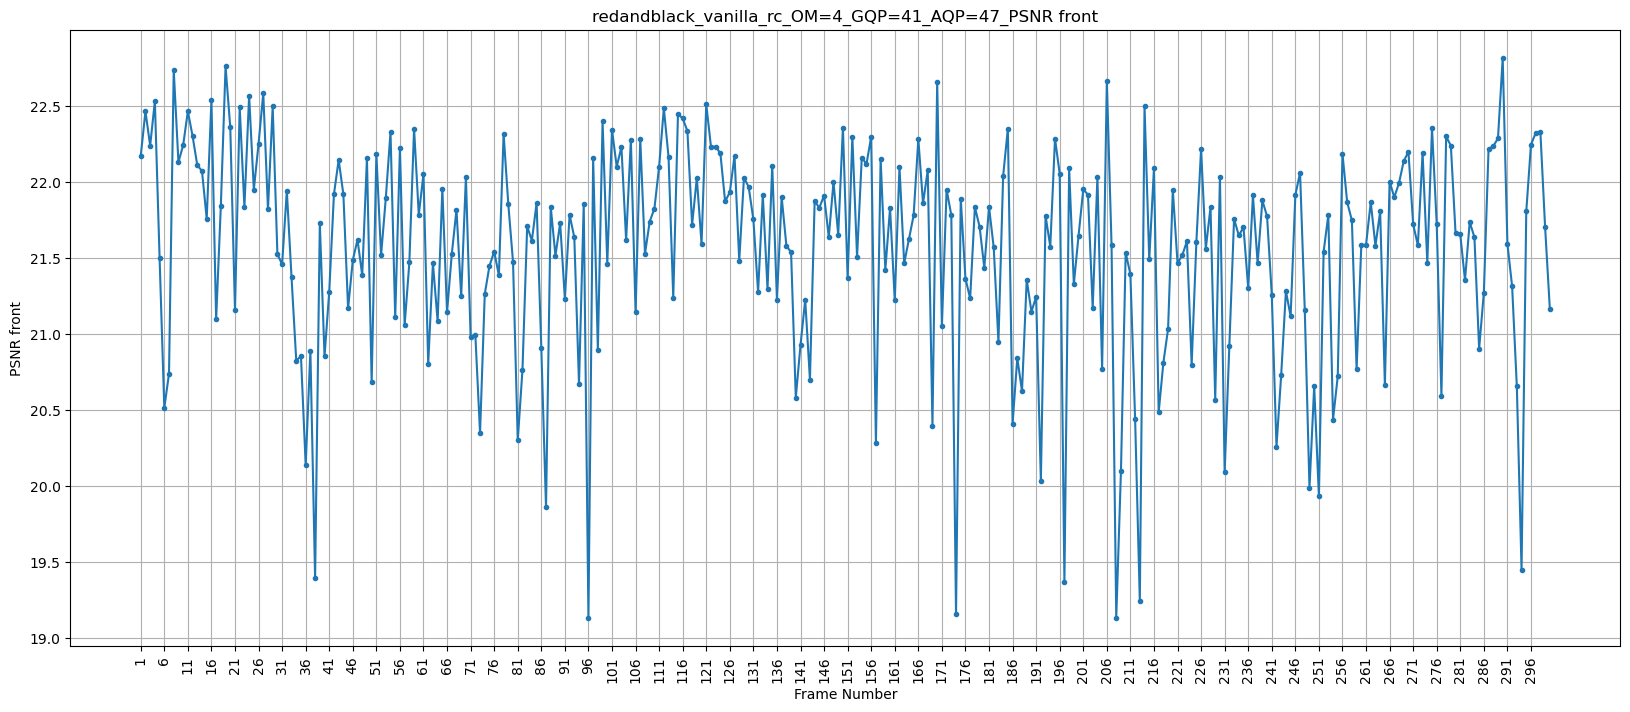 redandblack_vanilla_rc_OM=4_GQP=41_AQP=47_PSNR front
PSNR front
22.5
22.0
21.5
21.0
20.5
20.0
19.5
19.0
1 6 11 16 21 26 31 36 41 46 51 56 61 66 71 76 81 86 91 96 101 106 111 116 121 126 131 136 141 146 151 156 161 166 171 176 181 186 191 196 201 206 211 216 221 226 231 236 241 246 251 256 261 266 271 276 281 286 291 296
Frame Number